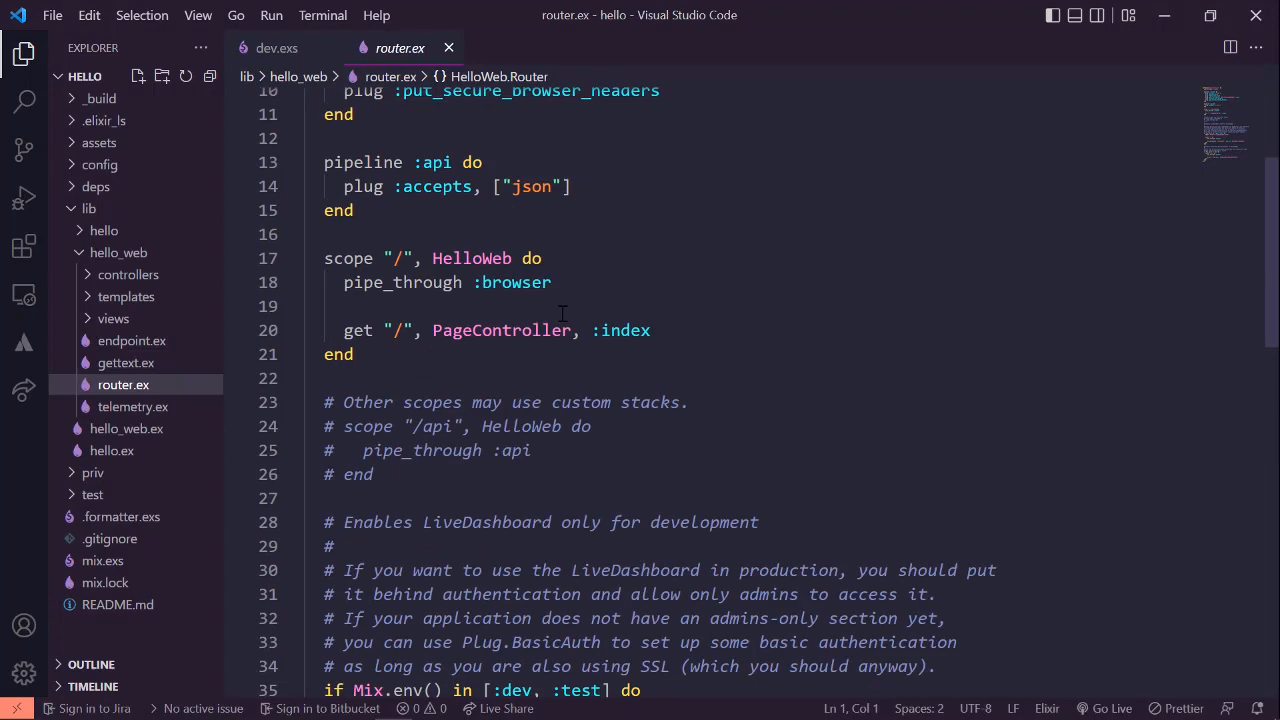 File Edit Selection View Go Run Terminal Help router.ex - hello - Visual Studio Code
EXPLORER
dev.exs router.ex
HELLO
lib > hello_web > router.ex > {} HelloWeb.Router
_build
.elixir_ls
assets
config
deps
lib
hello
hello_web
controllers
templates
views
endpoint.ex
gettext.ex
router.ex
telemetry.ex
hello_web.ex
hello.ex
priv
test
.formatter.exs
.gitignore
mix.exs
mix.lock
README.md
OUTLINE
TIMELINE
10 plug :put_secure_browser_headers
11 end
12
13 pipeline :api do
14 plug :accepts, ["json"]
15 end
16
17 scope "/", HelloWeb do
18 pipe_through :browser
19
20 get "/", PageController, :index
21 end
22
23 # Other scopes may use custom stacks.
24 # scope "/api", HelloWeb do
25 #   pipe_through :api
26 # end
27
28 # Enables LiveDashboard only for development
29 #
30 # If you want to use the LiveDashboard in production, you should put
31 # it behind authentication and allow only admins to access it.
32 # If your application does not have an admins-only section yet,
33 # you can use Plug.BasicAuth to set up some basic authentication
34 # as long as you are also using SSL (which you should anyway).
35 if Mix.env() in [:dev, :test] do
Sign in to Jira No active issue Sign in to Bitbucket 0 0 Live Share Ln 1, Col 1 Spaces: 2 UTF-8 LF Elixir Go Live Prettier